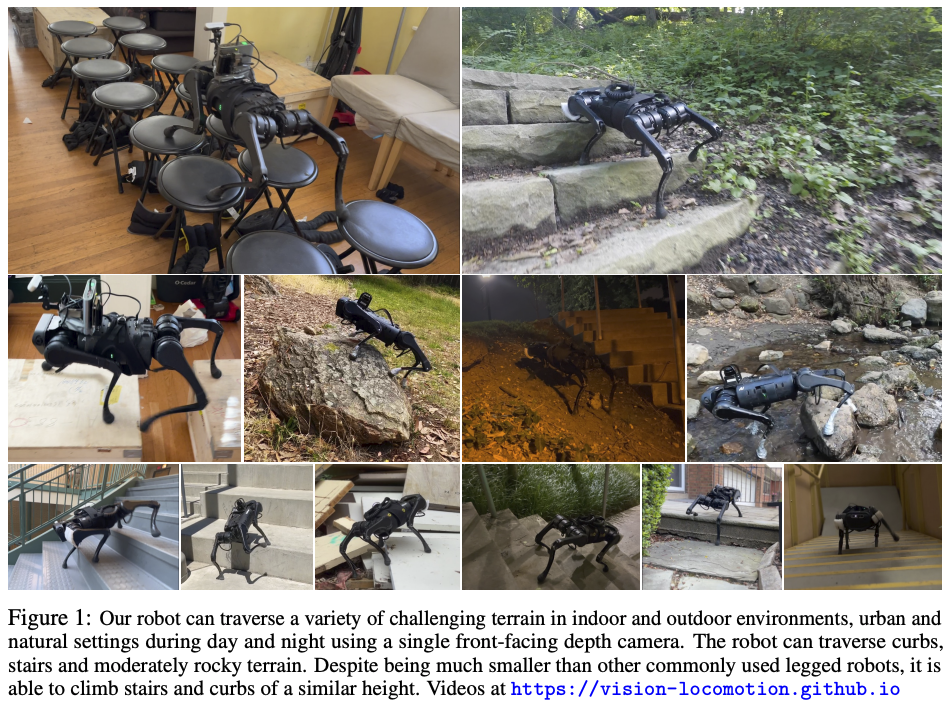 Figure 1: Our robot can traverse a variety of challenging terrain in indoor and outdoor environments, urban and
natural settings during day and night using a single front-facing depth camera. The robot can traverse curbs,
stairs and moderately rocky terrain. Despite being much smaller than other commonly used legged robots, it is
able to climb stairs and curbs of a similar height. Videos at https://vision-locomotion.github.io